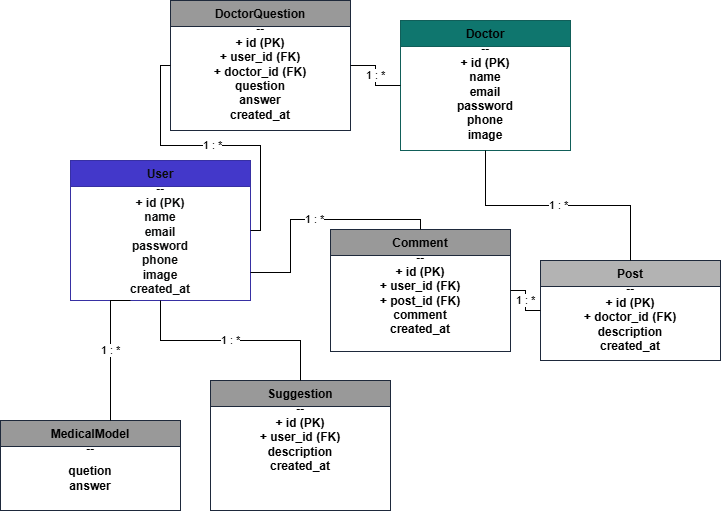 DoctorQuestion
--
+ id (PK)
+ user_id (FK)
+ doctor_id (FK)
question
answer
created_at
1 : *
Doctor
--
+ id (PK)
name
email
password
phone
image
1 : *
User
--
+ id (PK)
name
email
password
phone
image
created_at
1 : *
Comment
--
+ id (PK)
+ user_id (FK)
+ post_id (FK)
comment
created_at
1 : *
1 : *
Post
--
+ id (PK)
+ doctor_id (FK)
description
created_at
1 : *
1 : *
Suggestion
--
+ id (PK)
+ user_id (FK)
description
created_at
MedicalModel
--
quetion
answer